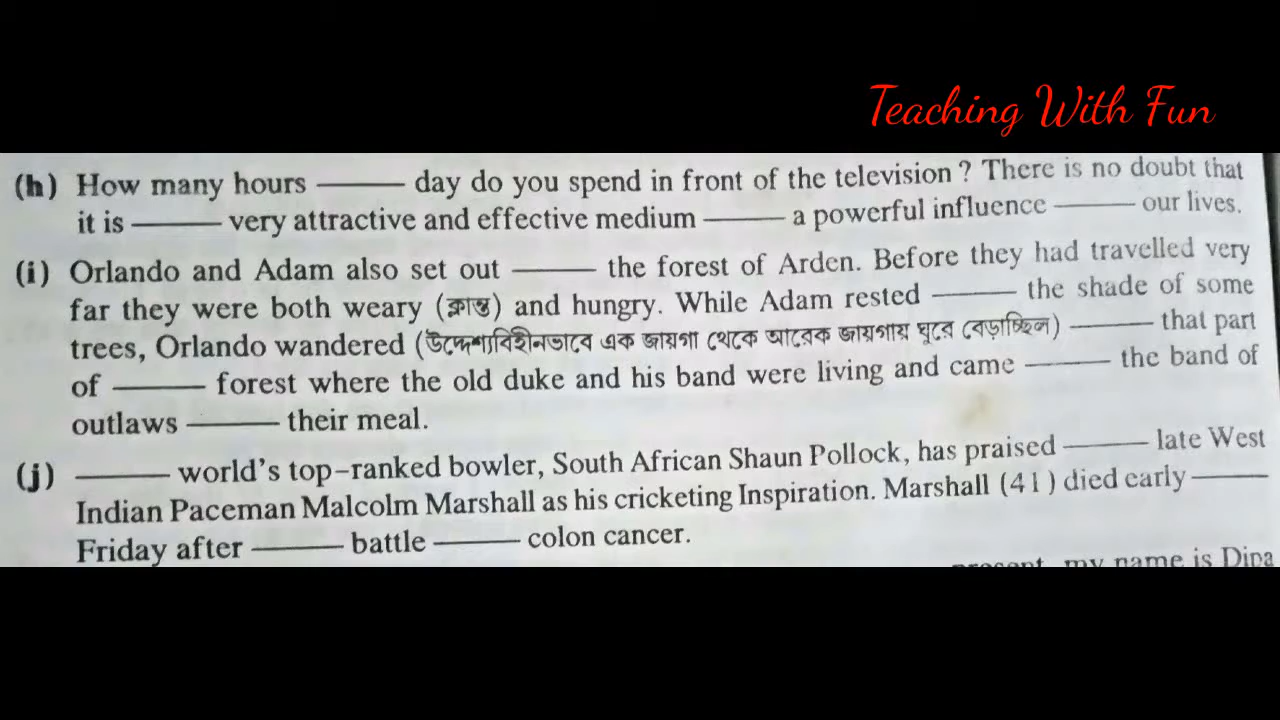 Teaching With Fun
(h) How many hours ——— day do you spend in front of the television ? There is no doubt that
it is ——— very attractive and effective medium ——— a powerful influence ——— our lives.
(i) Orlando and Adam also set out ——— the forest of Arden. Before they had travelled very
far they were both weary (ক্লান্ত) and hungry. While Adam rested ——— the shade of some
trees, Orlando wandered (উদ্দেশ্যবিহীনভাবে এক জায়গা থেকে আরেক জায়গায় ঘুরে বেড়াচ্ছিল) ——— that part
of ——— forest where the old duke and his band were living and came ——— the band of
outlaws ——— their meal.
(j) ——— world's top-ranked bowler, South African Shaun Pollock, has praised ——— late West
Indian Paceman Malcolm Marshall as his cricketing Inspiration. Marshall (41) died early ———
Friday after ——— battle ——— colon cancer.
present, my name is Dipa